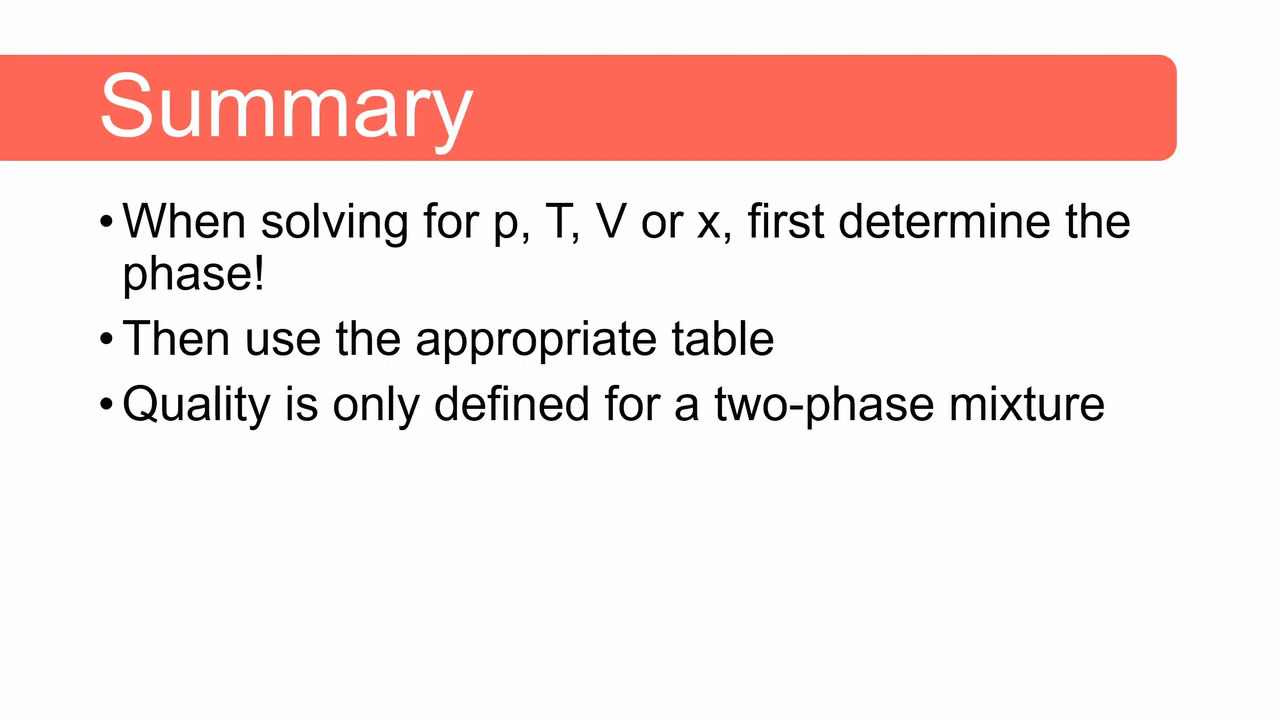 Summary
• When solving for p, T, V or x, first determine the
phase!
• Then use the appropriate table
• Quality is only defined for a two-phase mixture